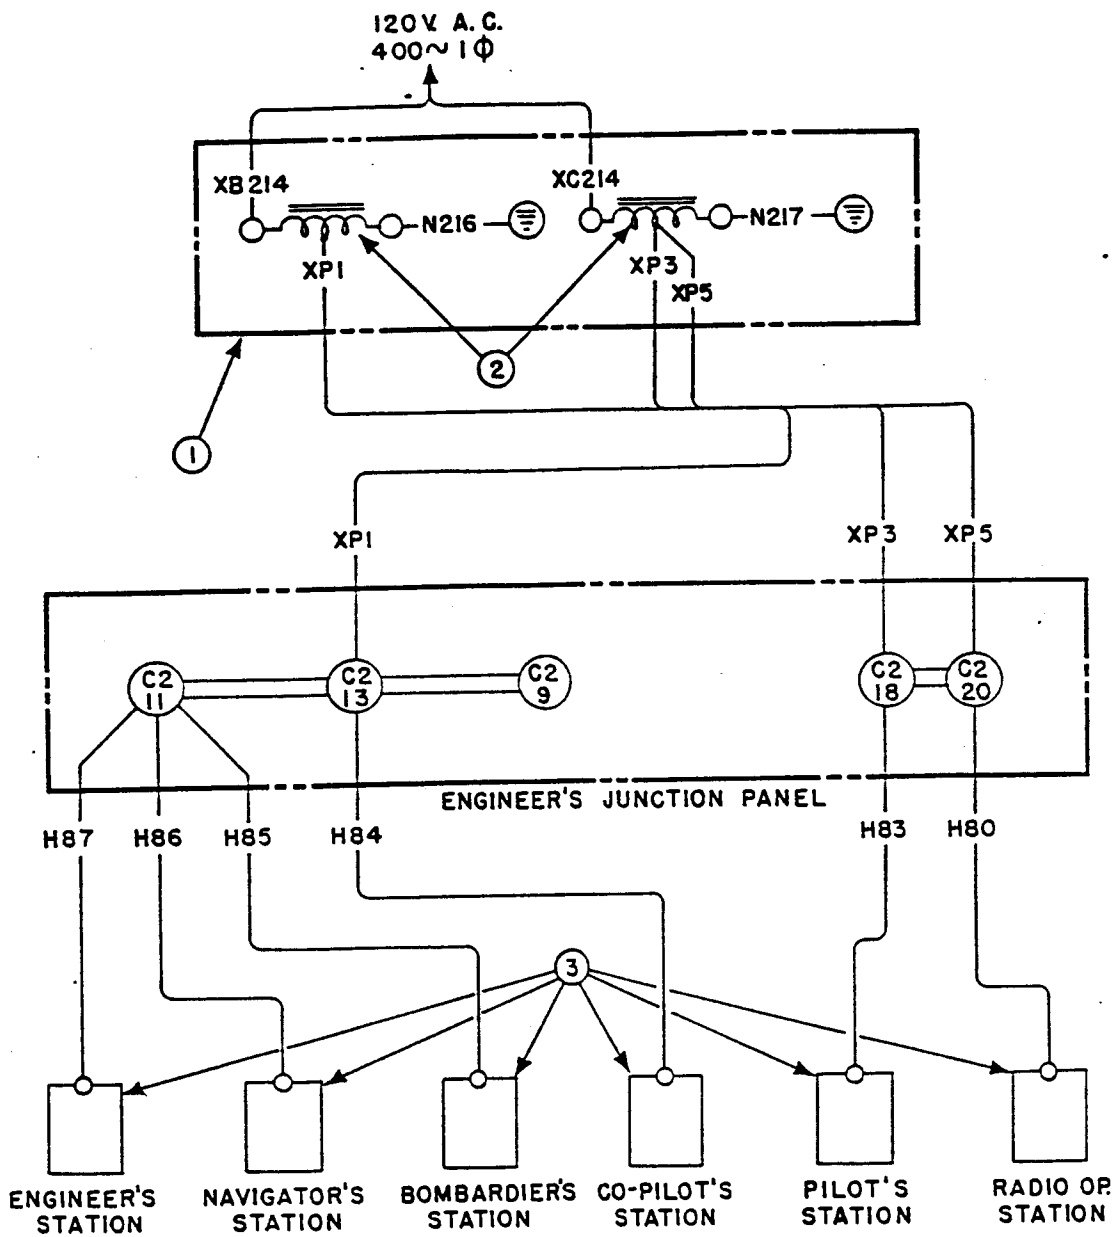 120V. A.C.
400~ 1ϕ
XB214
XC214
N216
N217
XP1
XP3
XP5
2
1
XP1
XP3
XP5
C2
11
C2
13
C2
9
C2
18
C2
20
ENGINEER'S JUNCTION PANEL
H87
H86
H85
H84
H83
H80
3
ENGINEER'S
STATION
NAVIGATOR'S
STATION
BOMBARDIER'S
STATION
CO-PILOT'S
STATION
PILOT'S
STATION
RADIO OP.
STATION